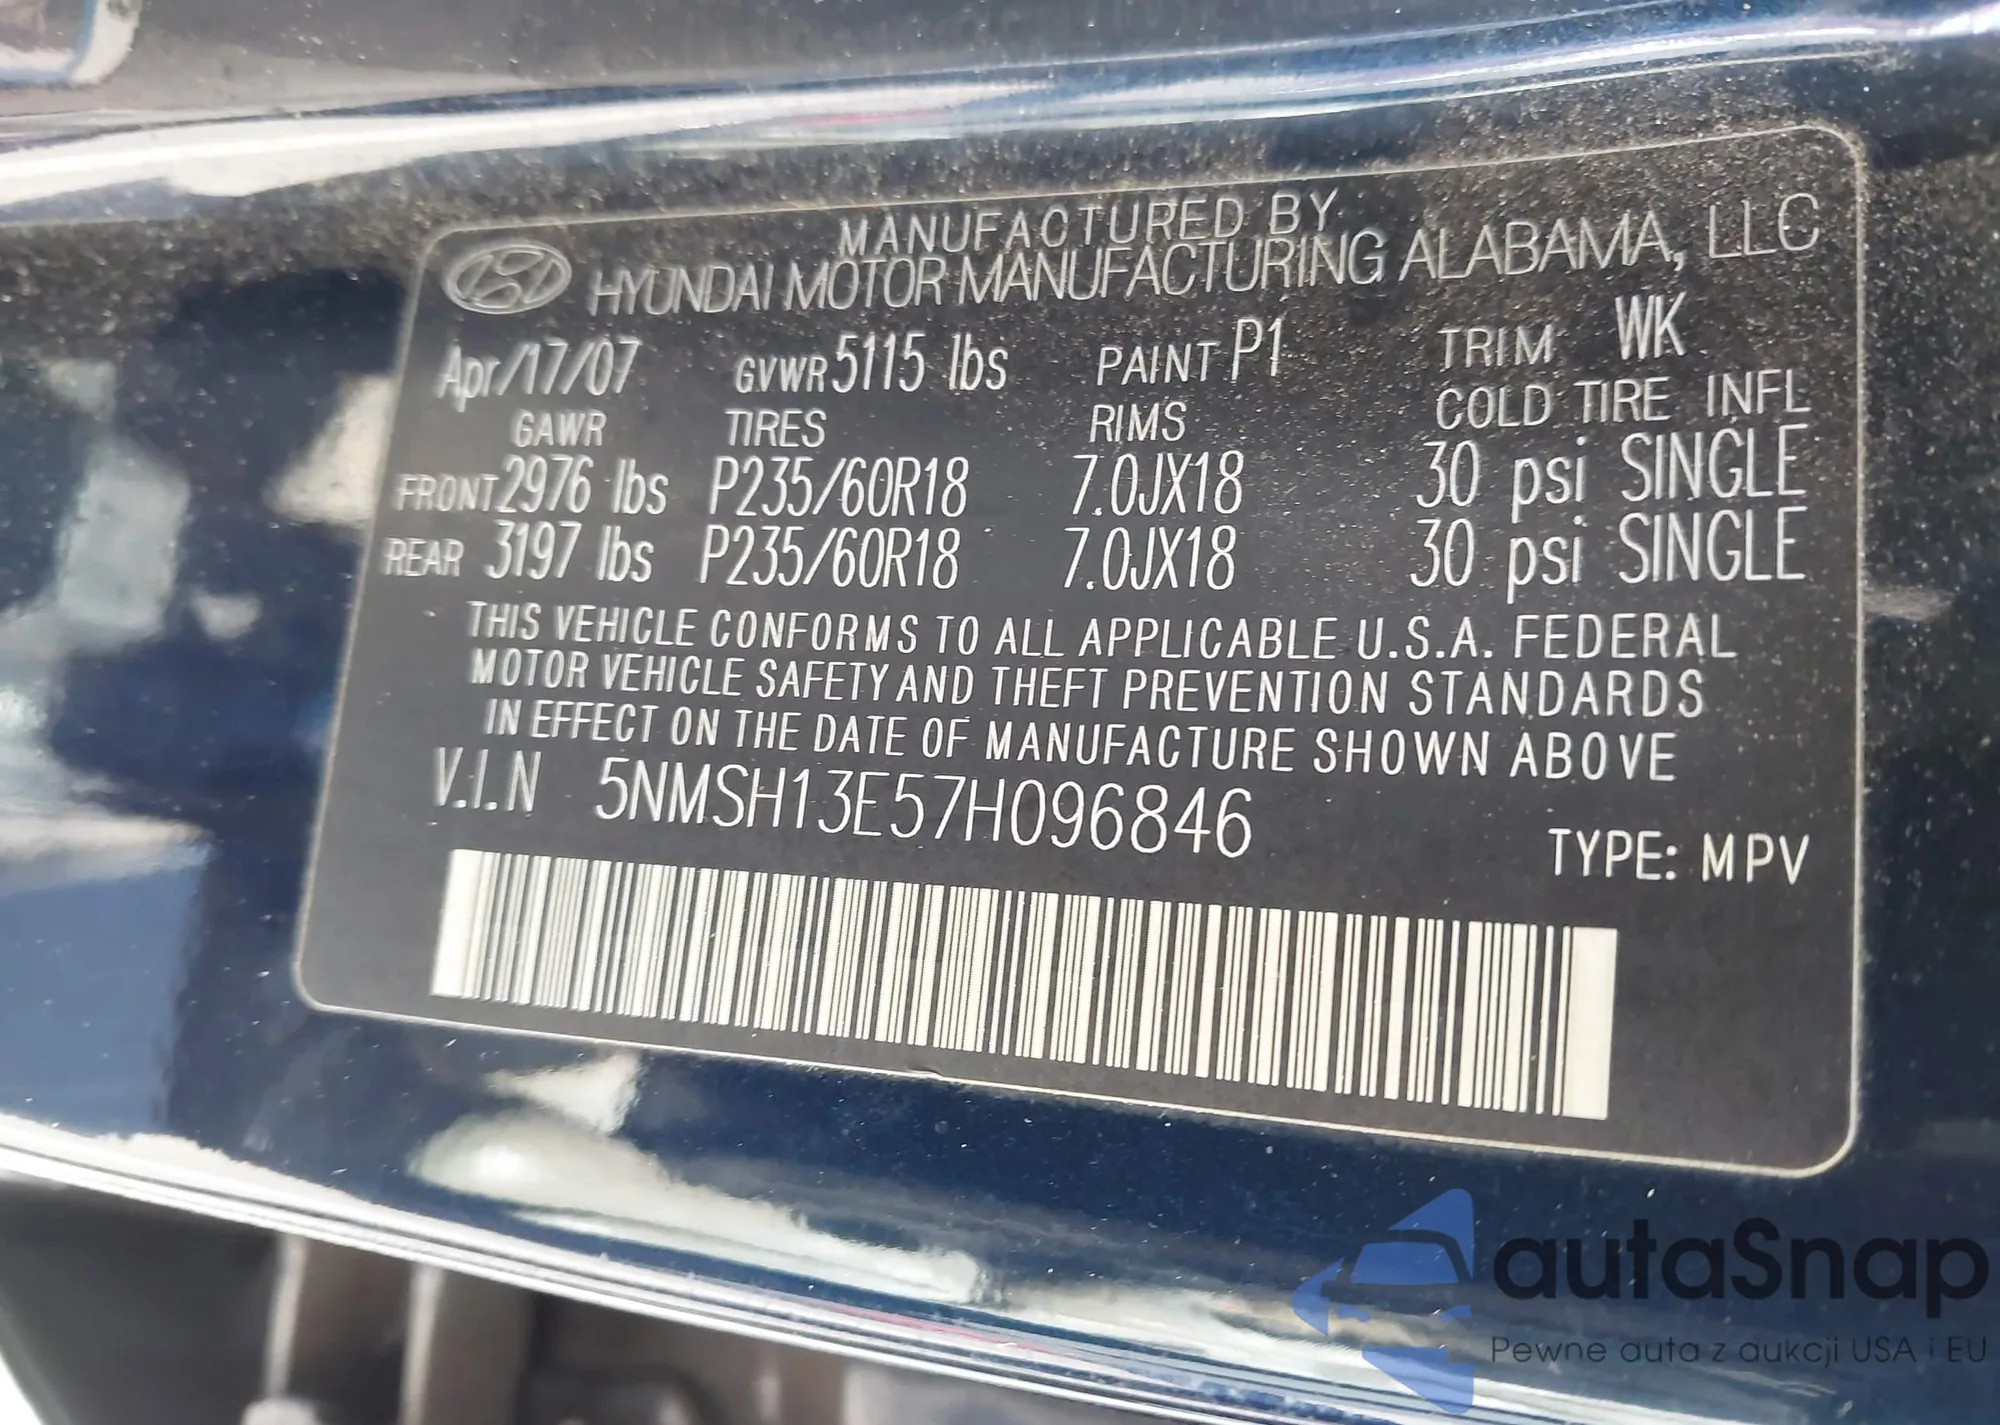 MANUFACTURED BY
HYUNDAI MOTOR MANUFACTURING ALABAMA, LLC
Apr/17/07 GVWR 5115 lbs PAINT P1 TRIM WK
GAWR TIRES RIMS COLD TIRE INFL
FRONT 2976 lbs P235/60R18 7.0JX18 30 psi SINGLE
REAR 3197 lbs P235/60R18 7.0JX18 30 psi SINGLE
THIS VEHICLE CONFORMS TO ALL APPLICABLE U.S.A. FEDERAL
MOTOR VEHICLE SAFETY AND THEFT PREVENTION STANDARDS
IN EFFECT ON THE DATE OF MANUFACTURE SHOWN ABOVE
V.I.N 5NMSH13E57H096846
TYPE: MPV
autaSnap
Pewne auta z aukcji USA i EU